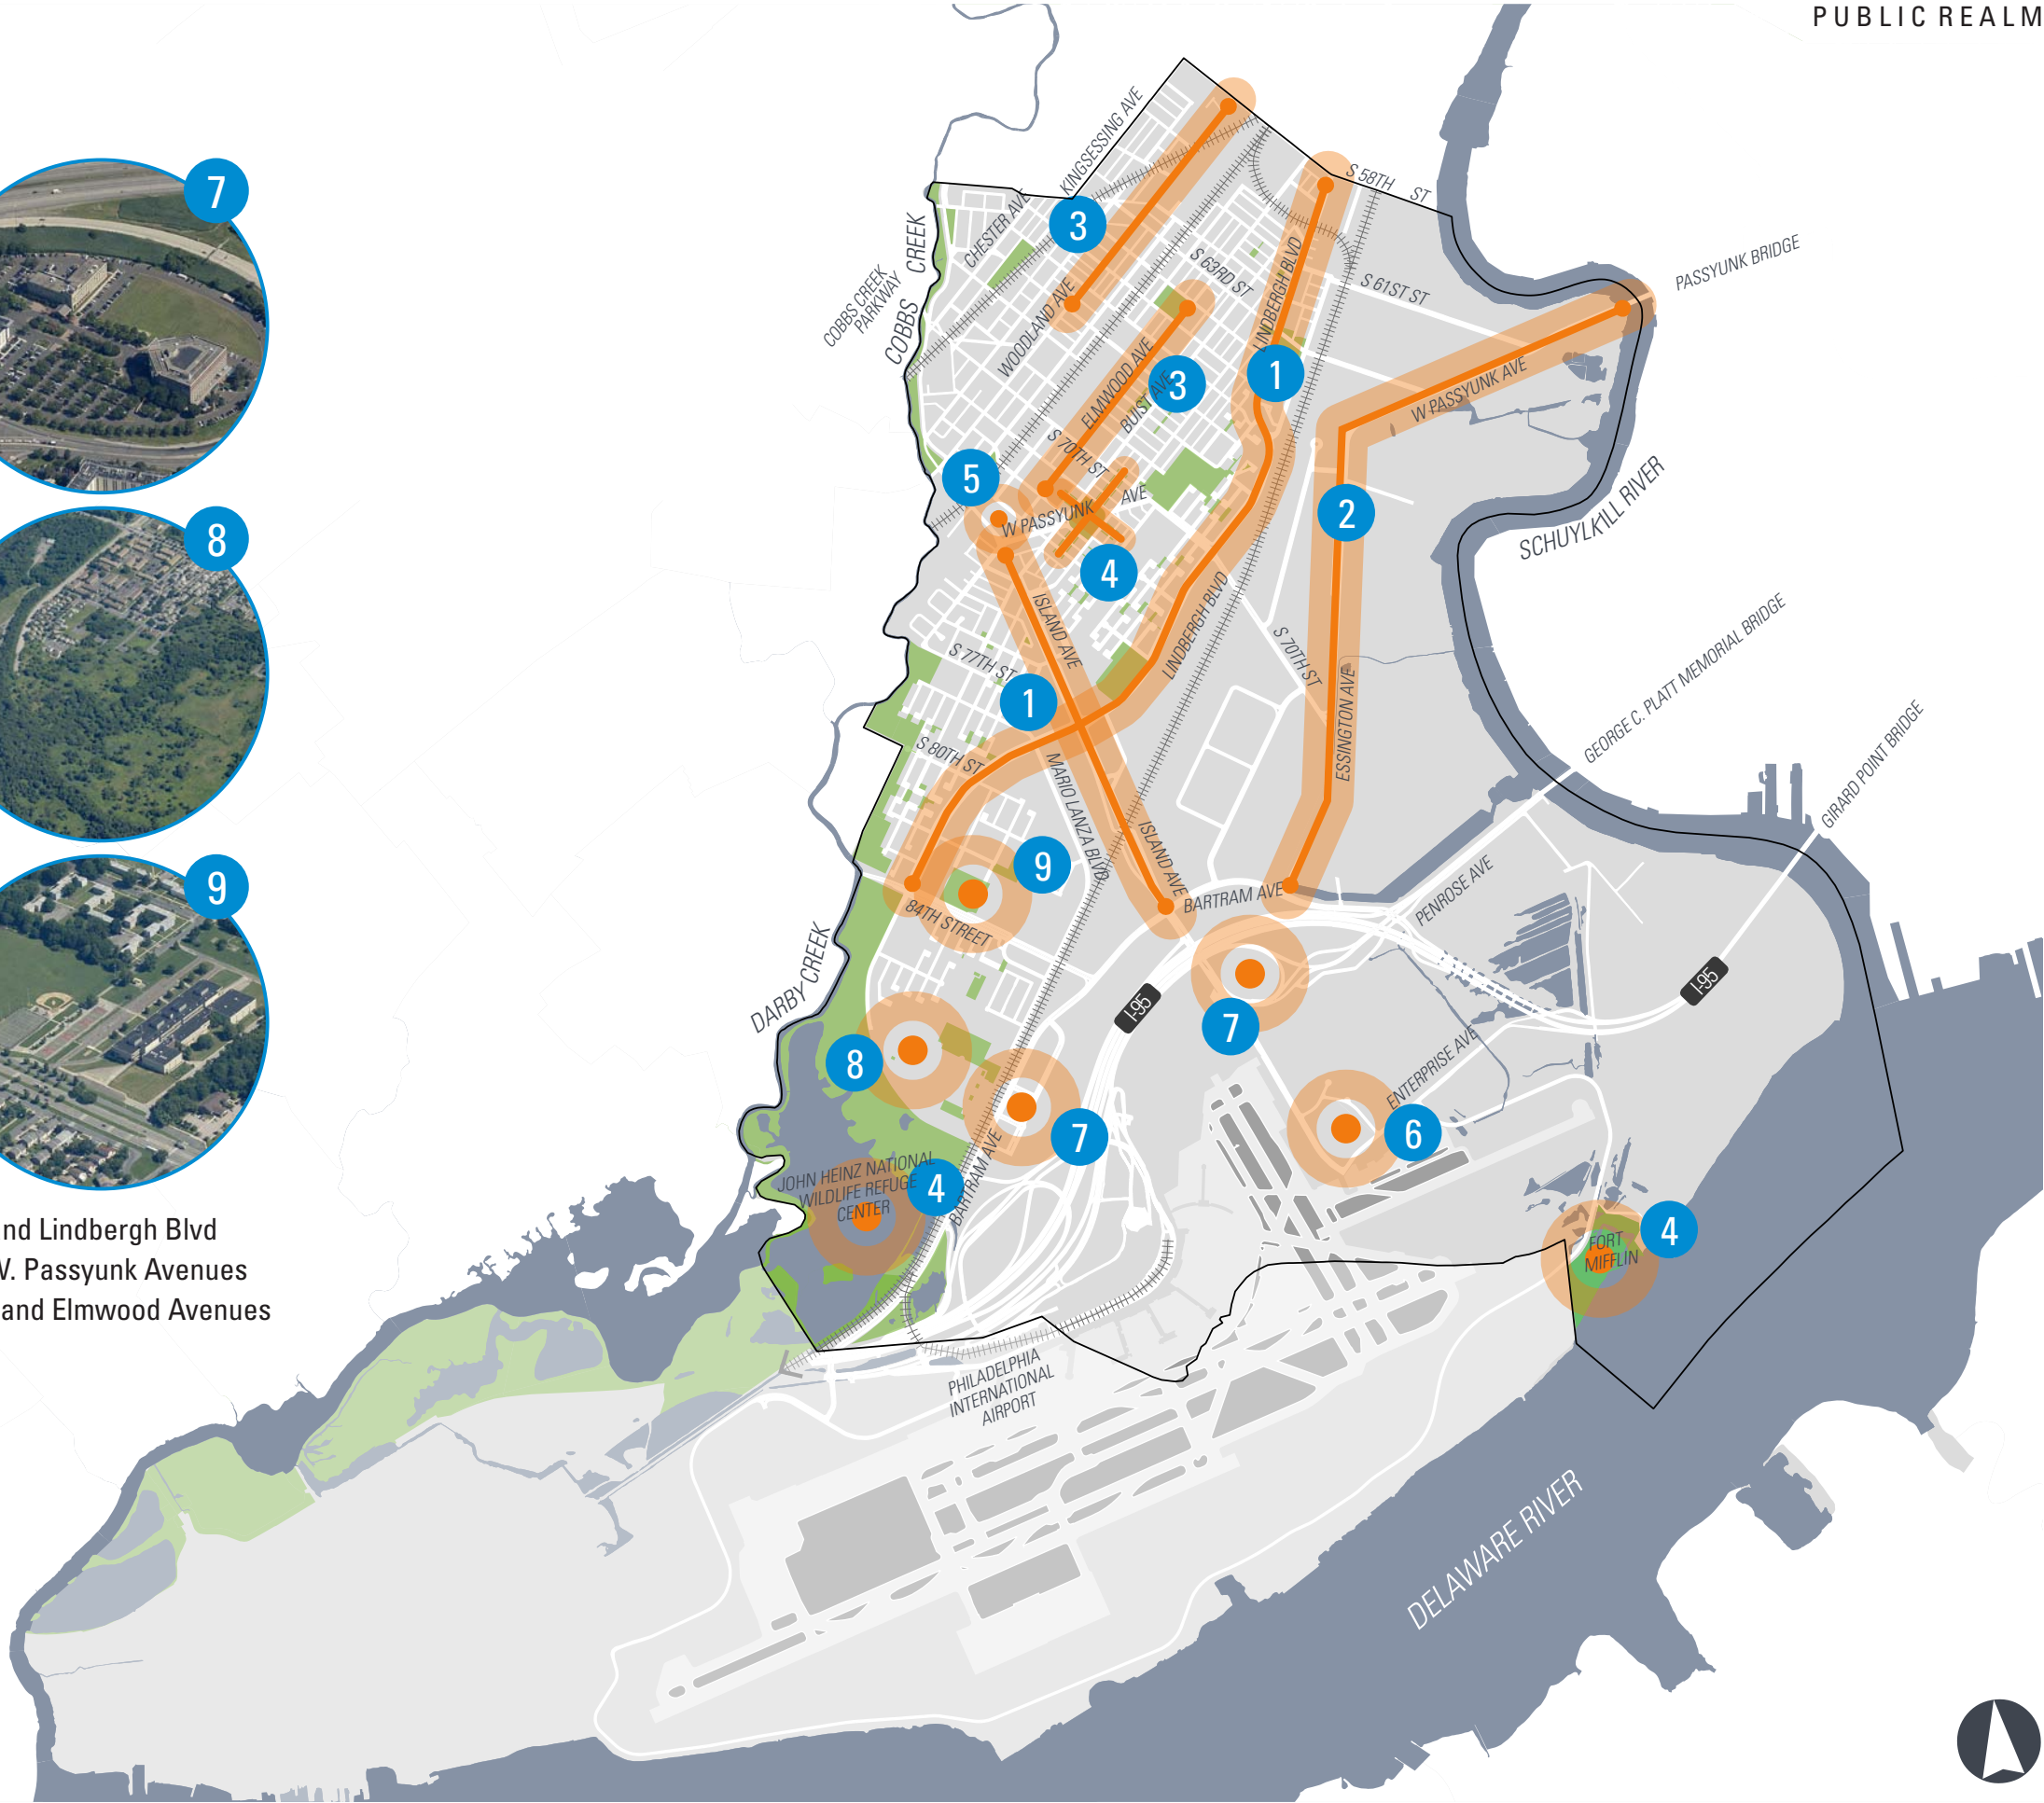 PUBLIC REALM
7
8
9
nd Lindbergh Blvd
Passyunk Avenues
and Elmwood Avenues
KINGSESSING AVE
CHESTER AVE
3
S 58TH ST
COBBS CREEK
COBBS CREEK
PARKWAY
WOODLAND AVE
S 63RD ST
LINDBERGH BLVD
S 61ST ST
PASSYUNK BRIDGE
ELMWOOD AVE
BUIST AVE
3
1
W PASSYUNK AVE
S 70TH ST
5
W PASSYUNK AVE
2
SCHUYLKILL RIVER
4
ISLAND AVE
LINDBERGH BLVD
S 77TH ST
S 70TH ST
1
ESSINGTON AVE
GEORGE C. PLATT MEMORIAL BRIDGE
S 80TH ST
MARIO LANZA BLVD
GIRARD POINT BRIDGE
ISLAND AVE
9
84TH STREET
BARTRAM AVE
PENROSE AVE
DARBY CREEK
I-95
I-95
7
8
ENTERPRISE AVE
7
6
JOHN HEINZ NATIONAL
WILDLIFE REFUGE
CENTER
4
BARTRAM AVE
FORT
MIFFLIN
4
PHILADELPHIA
INTERNATIONAL
AIRPORT
DELAWARE RIVER